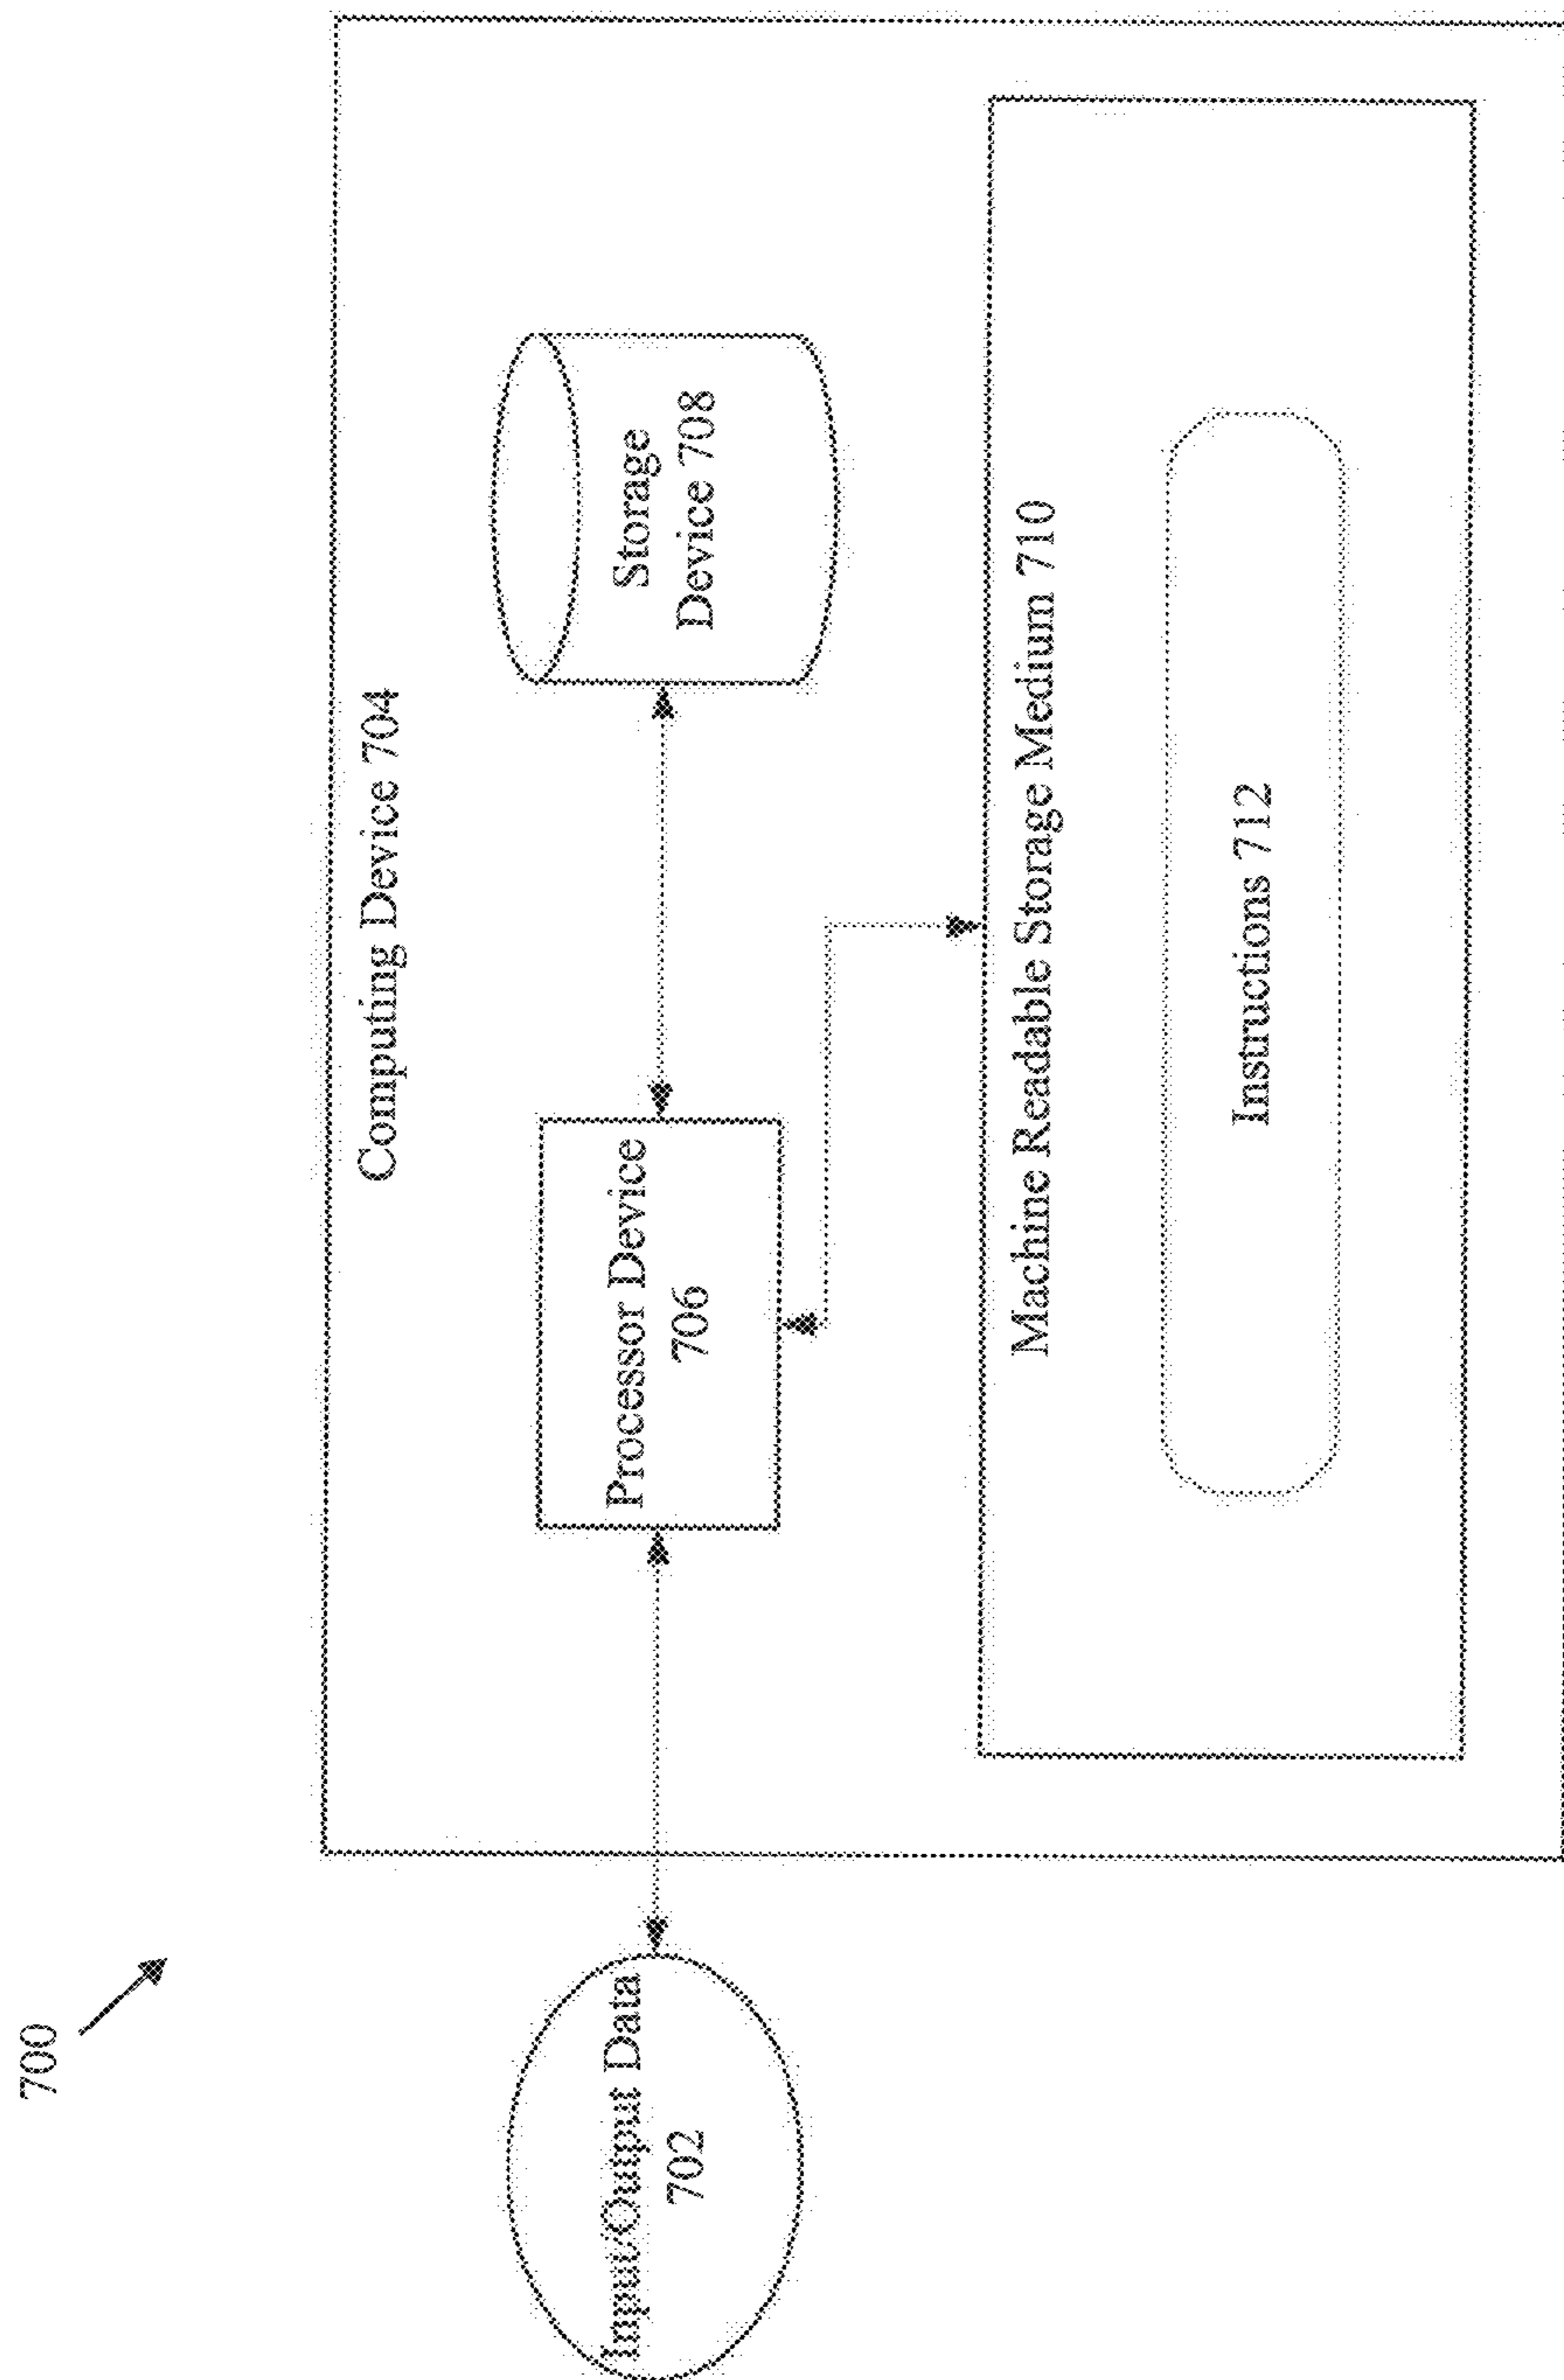 700
Computing Device 704
Input/Output Data
702
Processor Device
706
Storage
Device 708
Machine Readable Storage Medium 710
Instructions 712